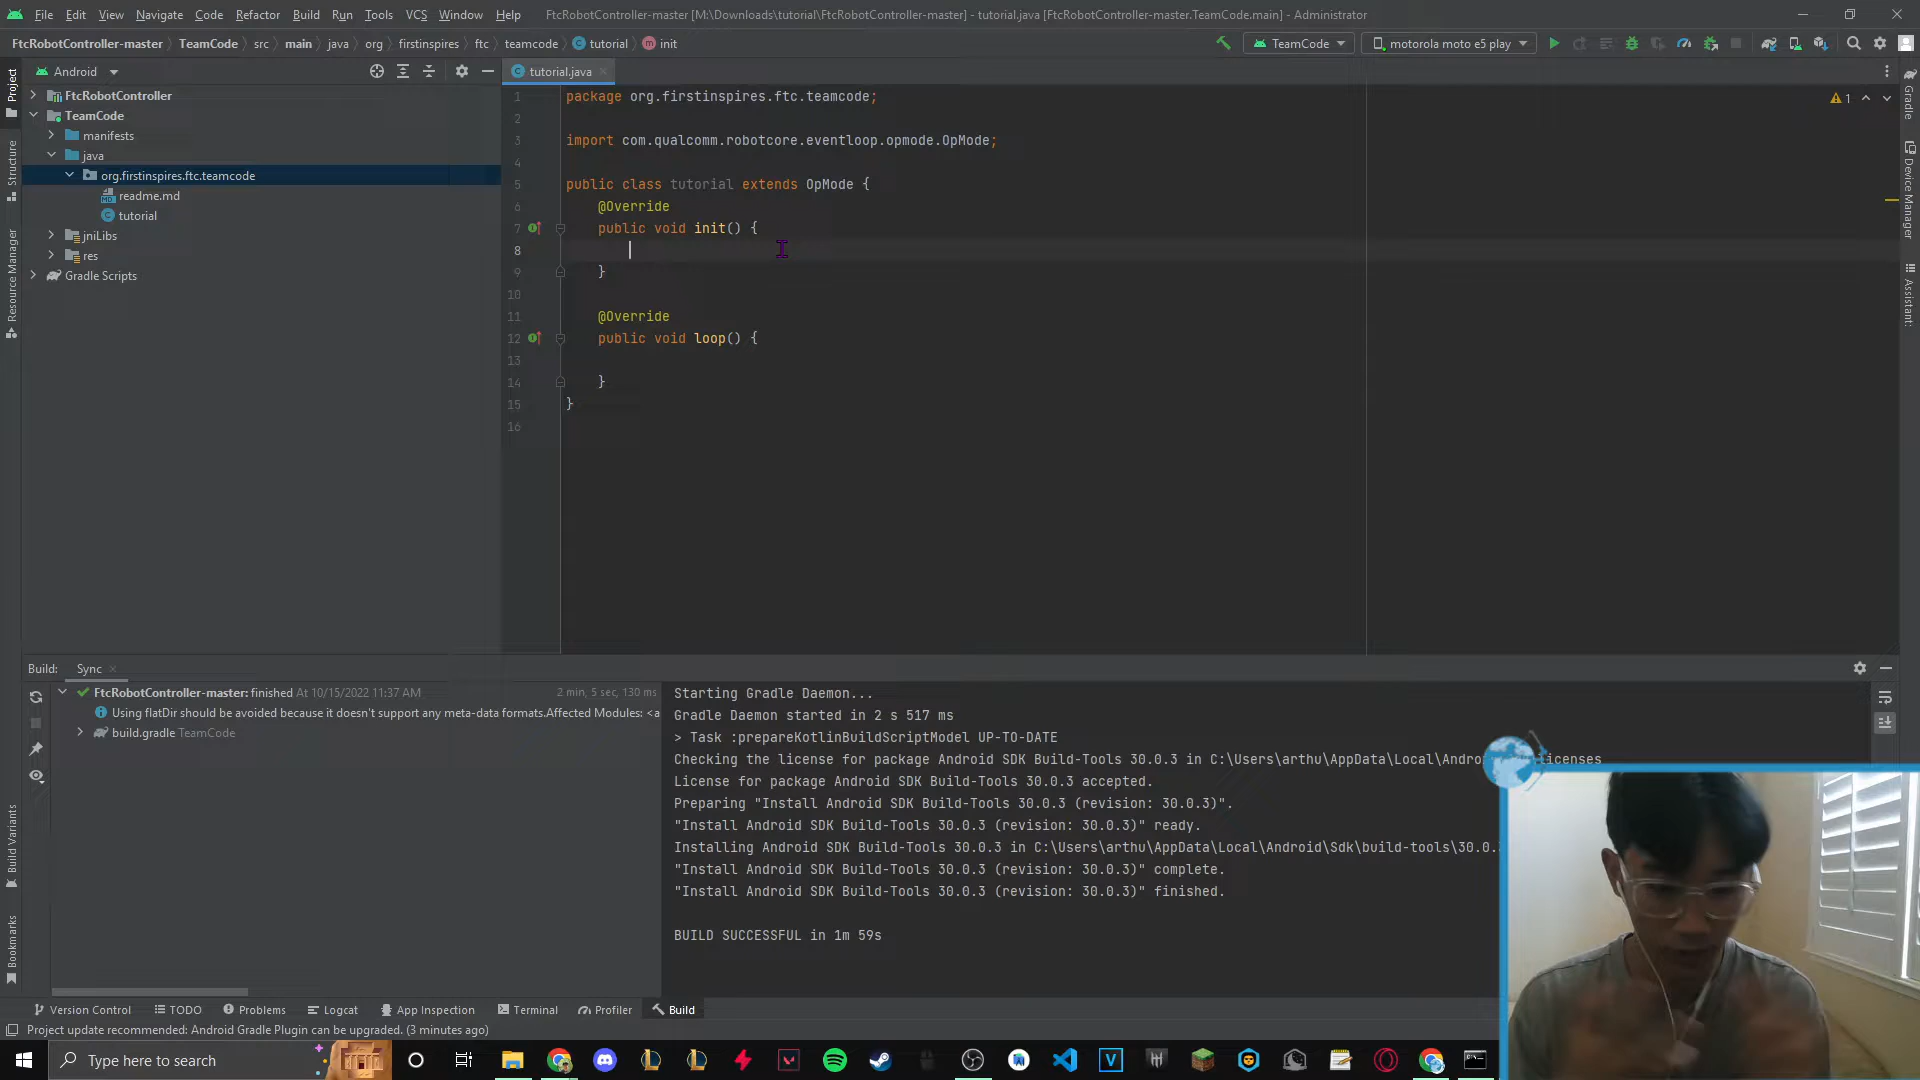 File Edit View Navigate Code Refactor Build Run Tools VCS Window Help FtcRobotController-master [M:\Downloads\tutorial\FtcRobotController-master] - tutorial.java [FtcRobotController-master.TeamCode.main] - Administrator
FtcRobotController-master TeamCode src main java org firstinspires ftc teamcode tutorial init TeamCode motorola moto e5 play
Project
Android
tutorial.java
FtcRobotController
TeamCode
manifests
java
org.firstinspires.ftc.teamcode
readme.md
tutorial
jniLibs
res
Gradle Scripts
Structure
Resource Manager
1 package org.firstinspires.ftc.teamcode;
2
3 import com.qualcomm.robotcore.eventloop.opmode.OpMode;
4
5 public class tutorial extends OpMode {
6 @Override
7 public void init() {
8
9 }
10
11 @Override
12 public void loop() {
13
14 }
15 }
16
1
Gradle
Device Manager
Assistant
Build: Sync
FtcRobotController-master: finished At 10/15/2022 11:37 AM 2 min, 5 sec, 130 ms
Using flatDir should be avoided because it doesn't support any meta-data formats.Affected Modules: <a
build.gradle TeamCode
Starting Gradle Daemon...
Gradle Daemon started in 2 s 517 ms
> Task :prepareKotlinBuildScriptModel UP-TO-DATE
Checking the license for package Android SDK Build-Tools 30.0.3 in C:\Users\arthu\AppData\Local\Andro icenses
License for package Android SDK Build-Tools 30.0.3 accepted.
Preparing "Install Android SDK Build-Tools 30.0.3 (revision: 30.0.3)".
"Install Android SDK Build-Tools 30.0.3 (revision: 30.0.3)" ready.
Installing Android SDK Build-Tools 30.0.3 in C:\Users\arthu\AppData\Local\Android\Sdk\build-tools\30.0.
"Install Android SDK Build-Tools 30.0.3 (revision: 30.0.3)" complete.
"Install Android SDK Build-Tools 30.0.3 (revision: 30.0.3)" finished.
BUILD SUCCESSFUL in 1m 59s
Build Variants
Bookmarks
Version Control TODO Problems Logcat App Inspection Terminal Profiler Build
Project update recommended: Android Gradle Plugin can be upgraded. (3 minutes ago)
Type here to search